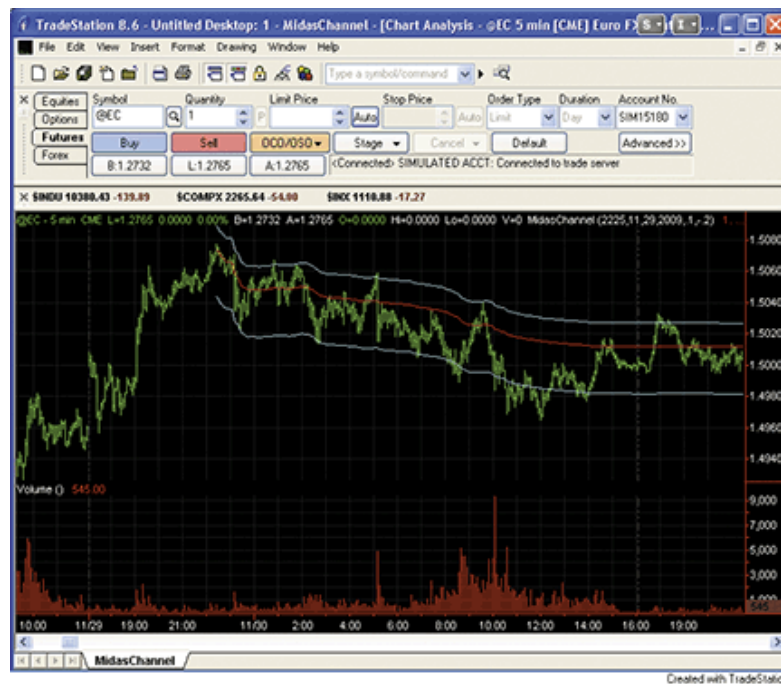 TradeStation 8.6 - Untitled Desktop: 1 - MidasChannel - [Chart Analysis - @EC 5 min [CME] Euro FX
File Edit View Insert Format Drawing Window Help
Type a symbol/command
Equities Symbol Quantity Limit Price Stop Price Order Type Duration Account No.
Options @EC 1 P Auto Auto Limit Day SIM15180
Futures Buy Sell OCO/OSO Stage Cancel Default Advanced >>
Forex B:1.2732 L:1.2765 A:1.2765 <Connected> SIMULATED ACCT: Connected to trade server
$INDU 10380.43 -139.89 $COMPX 2265.64 -54.00 $INX 1110.88 -17.27
@EC - 5 min CME L=1.2765 0.0000 0.00% B=1.2732 A=1.2765 O=0.0000 Hi=0.0000 Lo=0.0000 V=0 MidasChannel (2225,11,29,2009,.1,-.2)
1.5080
1.5060
1.5040
1.5020
1.5000
1.4980
1.4960
1.4940
Volume () 545.00
9,000
7,000
5,000
3,000
545
10:00 11/29 19:00 21:00 11/00 2:00 4:00 6:00 8:00 10:00 12:00 14:00 16:00 19:00
MidasChannel